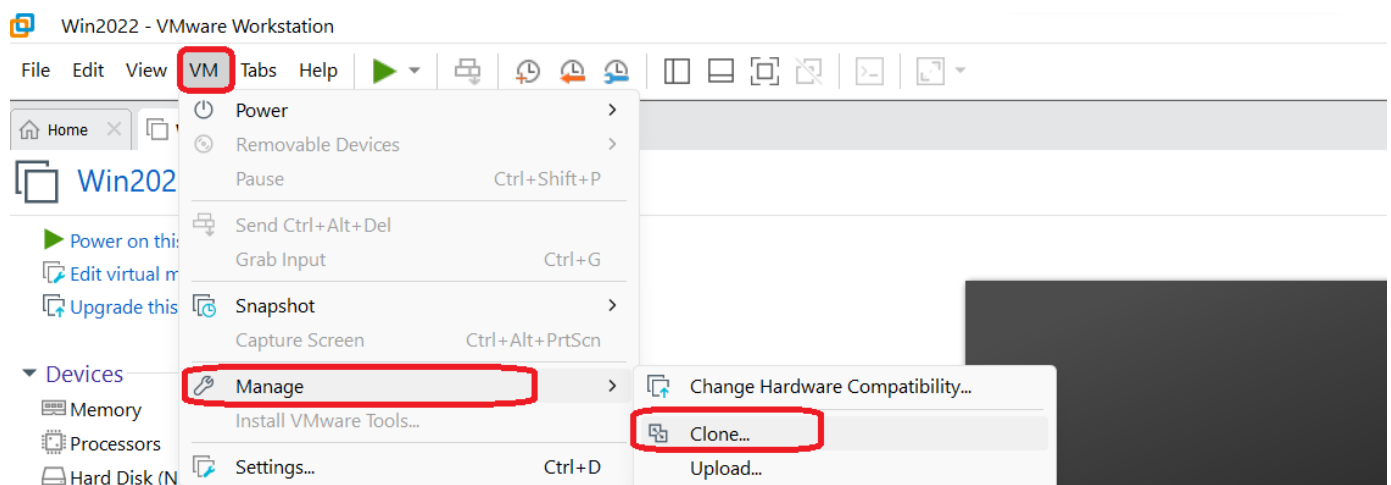 Win2022 - VMware Workstation
File Edit View VM Tabs Help
Home
Win202
Power on this
Edit virtual m
Upgrade this
Devices
Memory
Processors
Hard Disk (N
Power
Removable Devices
Pause Ctrl+Shift+P
Send Ctrl+Alt+Del
Grab Input Ctrl+G
Snapshot
Capture Screen Ctrl+Alt+PrtScn
Manage
Install VMware Tools...
Settings... Ctrl+D
Change Hardware Compatibility...
Clone...
Upload...